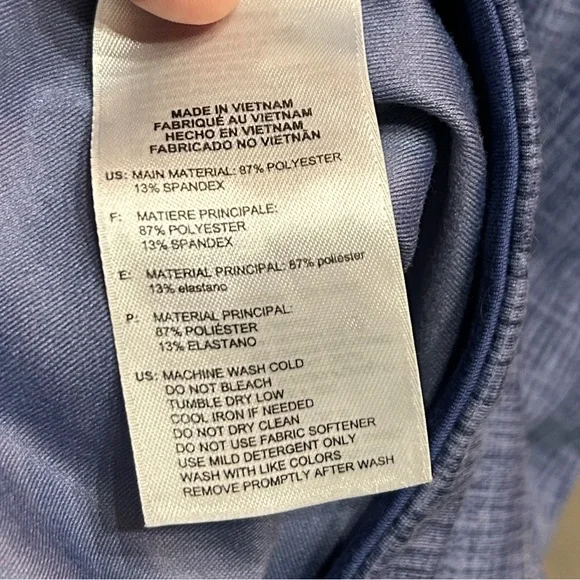 MADE IN VIETNAM
FABRIQUÉ AU VIETNAM
HECHO EN VIETNAM
FABRICADO NO VIETNÃN
US: MAIN MATERIAL: 87% POLYESTER
13% SPANDEX
F: MATIERE PRINCIPALE:
87% POLYESTER
13% SPANDEX
E: MATERIAL PRINCIPAL: 87% poliéster
13% elastano
P: MATERIAL PRINCIPAL:
87% POLIÉSTER
13% ELASTANO
US: MACHINE WASH COLD
DO NOT BLEACH
TUMBLE DRY LOW
COOL IRON IF NEEDED
DO NOT DRY CLEAN
DO NOT USE FABRIC SOFTENER
USE MILD DETERGENT ONLY
WASH WITH LIKE COLORS
REMOVE PROMPTLY AFTER WASH